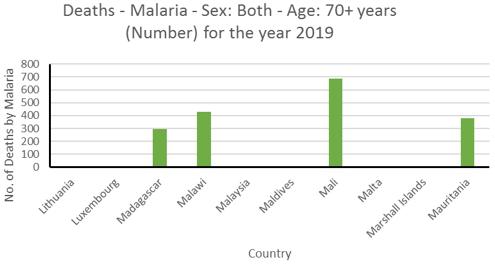 Deaths - Malaria - Sex: Both - Age: 70+ years
(Number) for the year 2019
No. of Deaths by Malaria
800
700
600
500
400
300
200
100
0
Lithuania
Luxembourg
Madagascar
Malawi
Malaysia
Maldives
Mali
Malta
Marshall Islands
Mauritania
Country